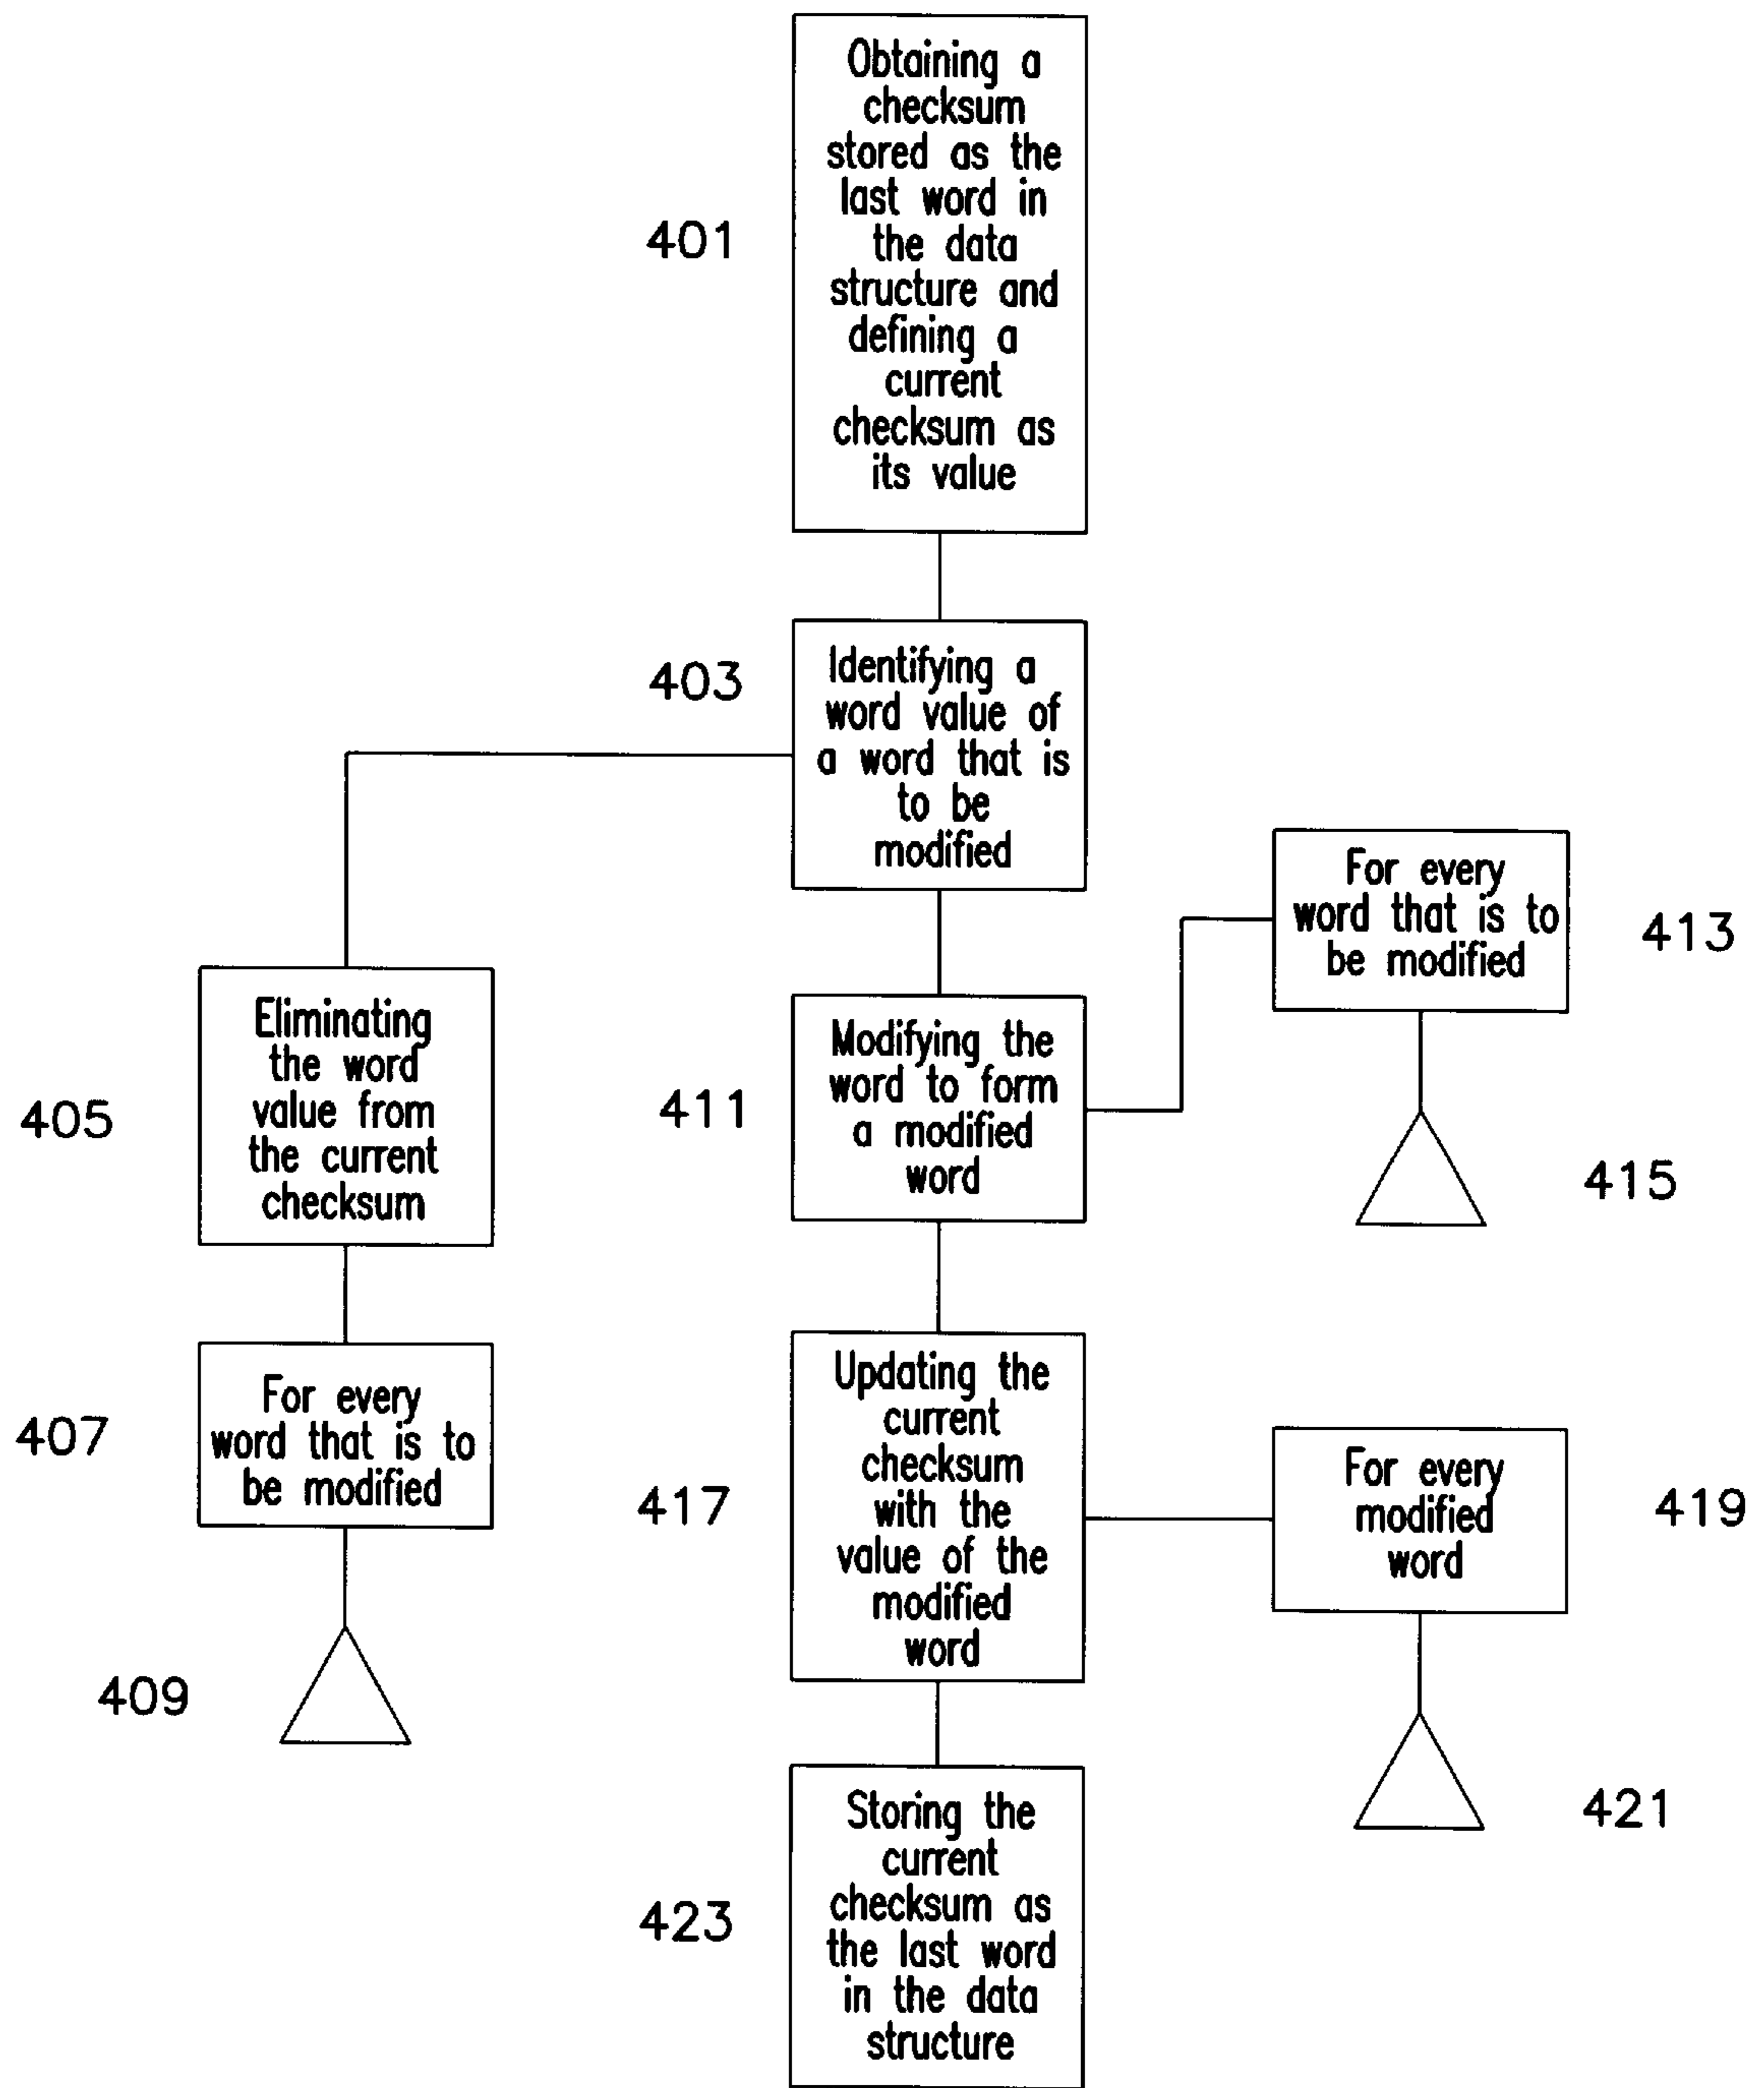 Obtaining a
checksum
stored as the
last word in
the data
structure and
defining a
current
checksum as
its value
401
403
Identifying a
word value of
a word that is
to be
modified
405
Eliminating
the word
value from
the current
checksum
407
For every
word that is to
be modified
409
411
Modifying the
word to form
a modified
word
For every
word that is to
be modified
413
415
417
Updating the
current
checksum
with the
value of the
modified
word
For every
modified
word
419
421
423
Storing the
current
checksum as
the last word
in the data
structure